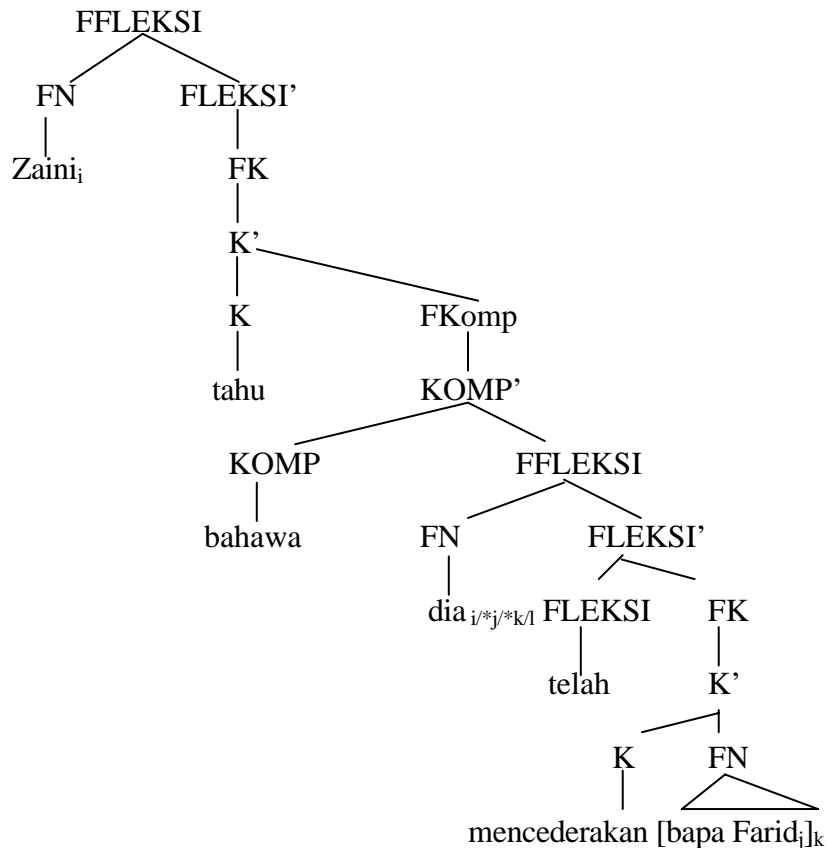 FFLEKSI
FN FLEKSI’
Zainiᵢ FK
K’
K FKomp
tahu KOMP’
KOMP FFLEKSI
bahawa FN FLEKSI’
dia i/*j/*k/l FLEKSI FK
telah K’
K FN
mencederakan [bapa Faridⱼ]ₖ